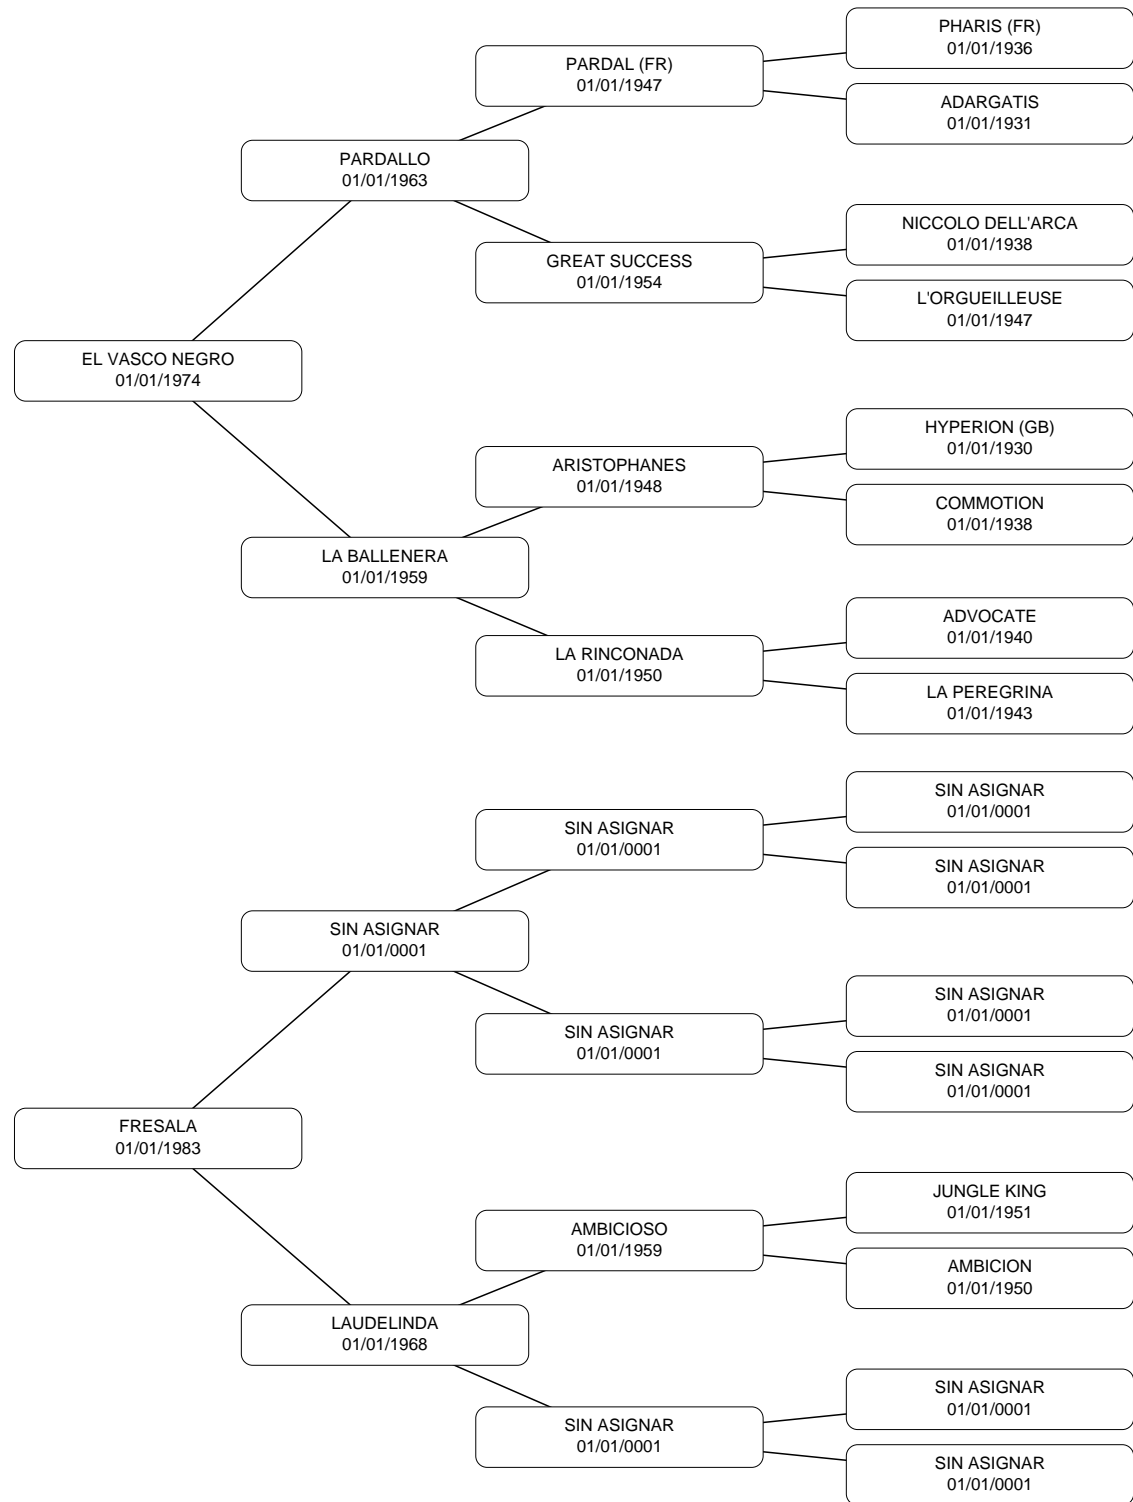 PHARIS (FR)
01/01/1936
PARDAL (FR)
01/01/1947
ADARGATIS
01/01/1931
PARDALLO
01/01/1963
NICCOLO DELL'ARCA
01/01/1938
GREAT SUCCESS
01/01/1954
L'ORGUEILLEUSE
01/01/1947
EL VASCO NEGRO
01/01/1974
HYPERION (GB)
01/01/1930
ARISTOPHANES
01/01/1948
COMMOTION
01/01/1938
LA BALLENERA
01/01/1959
ADVOCATE
01/01/1940
LA RINCONADA
01/01/1950
LA PEREGRINA
01/01/1943
SIN ASIGNAR
01/01/0001
SIN ASIGNAR
01/01/0001
SIN ASIGNAR
01/01/0001
SIN ASIGNAR
01/01/0001
SIN ASIGNAR
01/01/0001
SIN ASIGNAR
01/01/0001
SIN ASIGNAR
01/01/0001
FRESALA
01/01/1983
JUNGLE KING
01/01/1951
AMBICIOSO
01/01/1959
AMBICION
01/01/1950
LAUDELINDA
01/01/1968
SIN ASIGNAR
01/01/0001
SIN ASIGNAR
01/01/0001
SIN ASIGNAR
01/01/0001